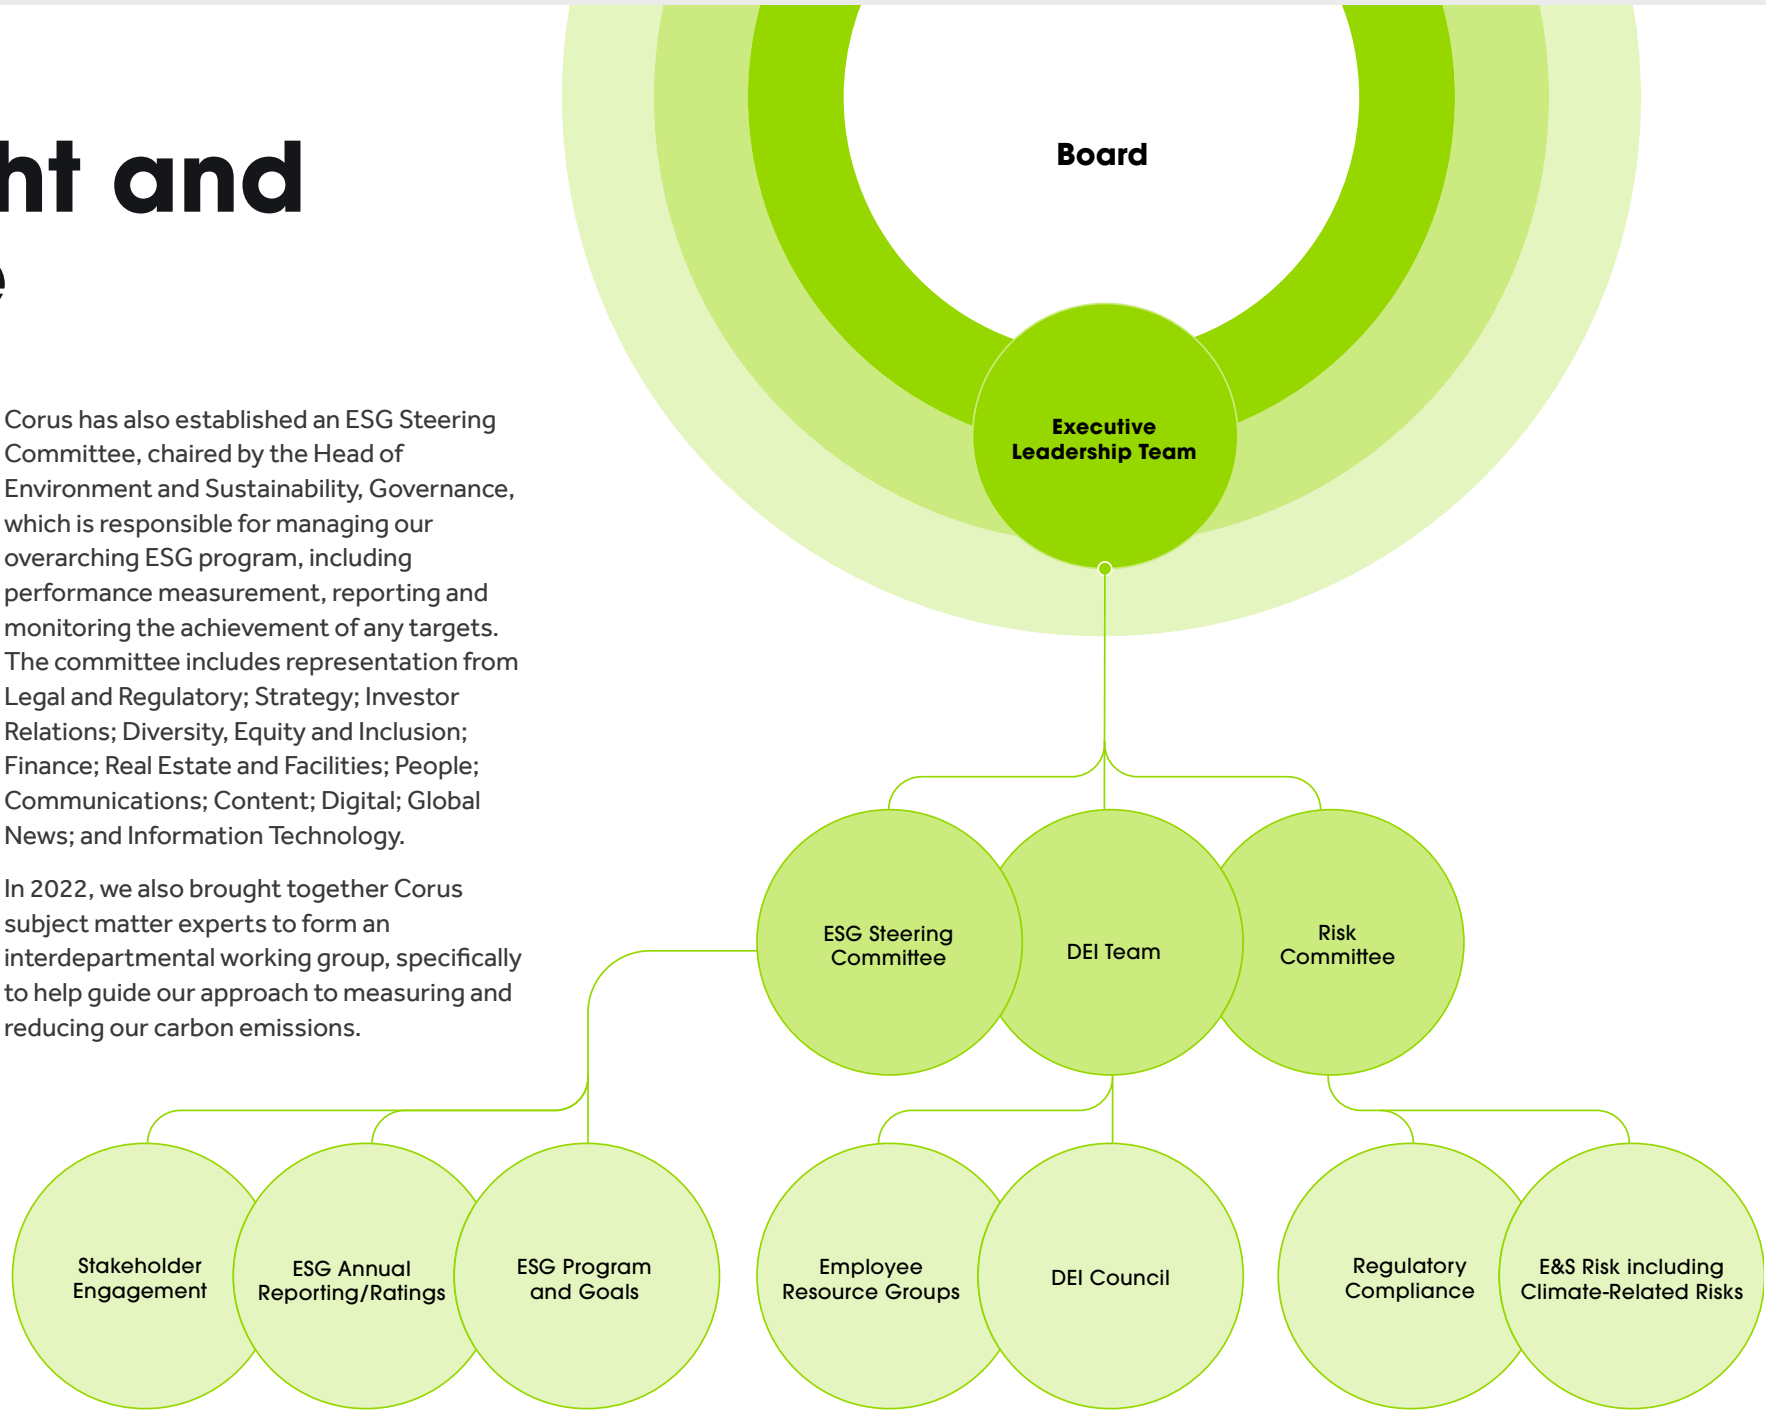 and
Corus has also established an ESG Steering
Committee, chaired by the Head of
Environment and Sustainability, Governance,
which is responsible for managing our
overarching ESG program, including
performance measurement, reporting and
monitoring the achievement of any targets.
The committee includes representation from
Legal and Regulatory; Strategy; Investor
Relations; Diversity, Equity and Inclusion;
Finance; Real Estate and Facilities; People;
Communications; Content; Digital; Global
News; and Information Technology.
In 2022, we also brought together Corus
subject matter experts to form an
interdepartmental working group, specifically
to help guide our approach to measuring and
reducing our carbon emissions.
Board
Executive
Leadership Team
ESG Steering
Committee
DEI Team
Risk
Committee
Stakeholder
Engagement
ESG Annual
Reporting/Ratings
ESG Program
and Goals
Employee
Resource Groups
DEI Council
Regulatory
Compliance
E&S Risk including
Climate-Related Risks